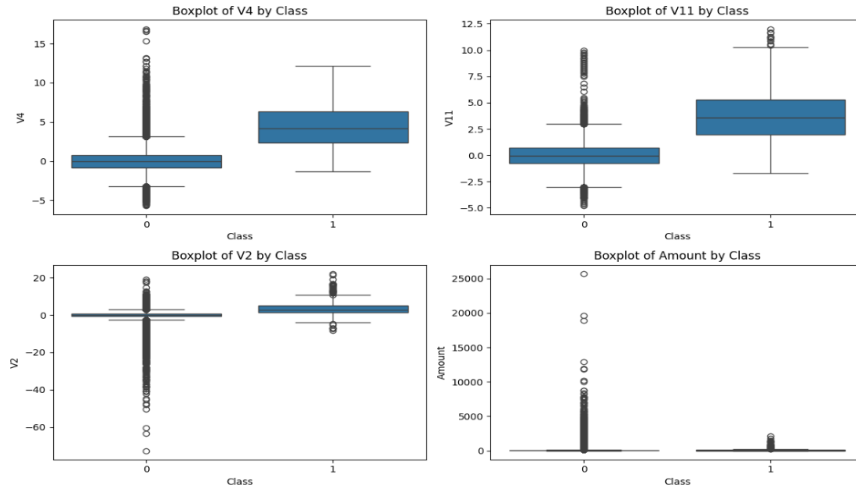 Boxplot of V4 by Class
15
10
5
0
−5
V4
0
1
Class
Boxplot of V11 by Class
12.5
10.0
7.5
5.0
2.5
0.0
−2.5
−5.0
V11
0
1
Class
Boxplot of V2 by Class
20
0
−20
−40
−60
V2
0
1
Class
Boxplot of Amount by Class
25000
20000
15000
10000
5000
0
Amount
0
1
Class